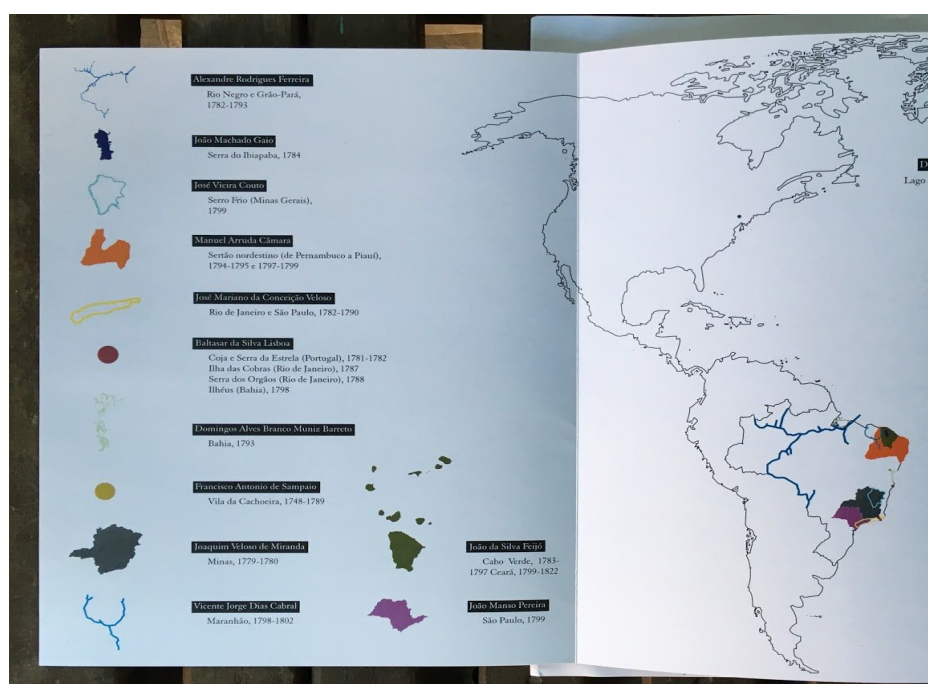 Alexandre Rodrigues Ferreira
Rio Negro e Grão-Pará,
1782-1793
João Machado Gaio
Serra do Ibiapaba, 1784
José Vieira Couto
Serro Frio (Minas Gerais),
1799
Manuel Arruda Câmara
Sertão nordestino (de Pernambuco a Piauí),
1794-1795 e 1797-1799
José Mariano da Conceição Veloso
Rio de Janeiro e São Paulo, 1782-1790
Baltasar da Silva Lisboa
Coja e Serra da Estrela (Portugal), 1781-1782
Ilha das Cobras (Rio de Janeiro), 1787
Serra dos Orgãos (Rio de Janeiro), 1788
Ilhéus (Bahia), 1798
Domingos Alves Branco Muniz Barreto
Bahia, 1793
Francisco Antonio de Sampaio
Vila da Cachoeira, 1748-1789
Joaquim Veloso de Miranda
Minas, 1779-1780
Vicente Jorge Dias Cabral
Maranhão, 1798-1802
João da Silva Feijó
Cabo Verde, 1783-
1797 Ceará, 1799-1822
João Manso Pereira
São Paulo, 1799
D
Lago